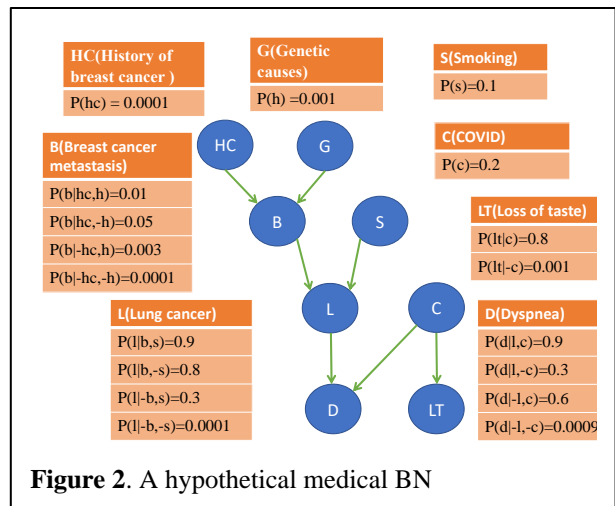 HC(History of
breast cancer )
P(hc) = 0.0001
G(Genetic
causes)
P(h) =0.001
S(Smoking)
P(s)=0.1
B(Breast cancer
metastasis)
P(b|hc,h)=0.01
P(b|hc,-h)=0.05
P(b|-hc,h)=0.003
P(b|-hc,-h)=0.0001
C(COVID)
P(c)=0.2
LT(Loss of taste)
P(lt|c)=0.8
P(lt|-c)=0.001
L(Lung cancer)
P(l|b,s)=0.9
P(l|b,-s)=0.8
P(l|-b,s)=0.3
P(l|-b,-s)=0.0001
D(Dyspnea)
P(d|l,c)=0.9
P(d|l,-c)=0.3
P(d|-l,c)=0.6
P(d|-l,-c)=0.0009
HC
G
B
S
L
C
D
LT
Figure 2. A hypothetical medical BN